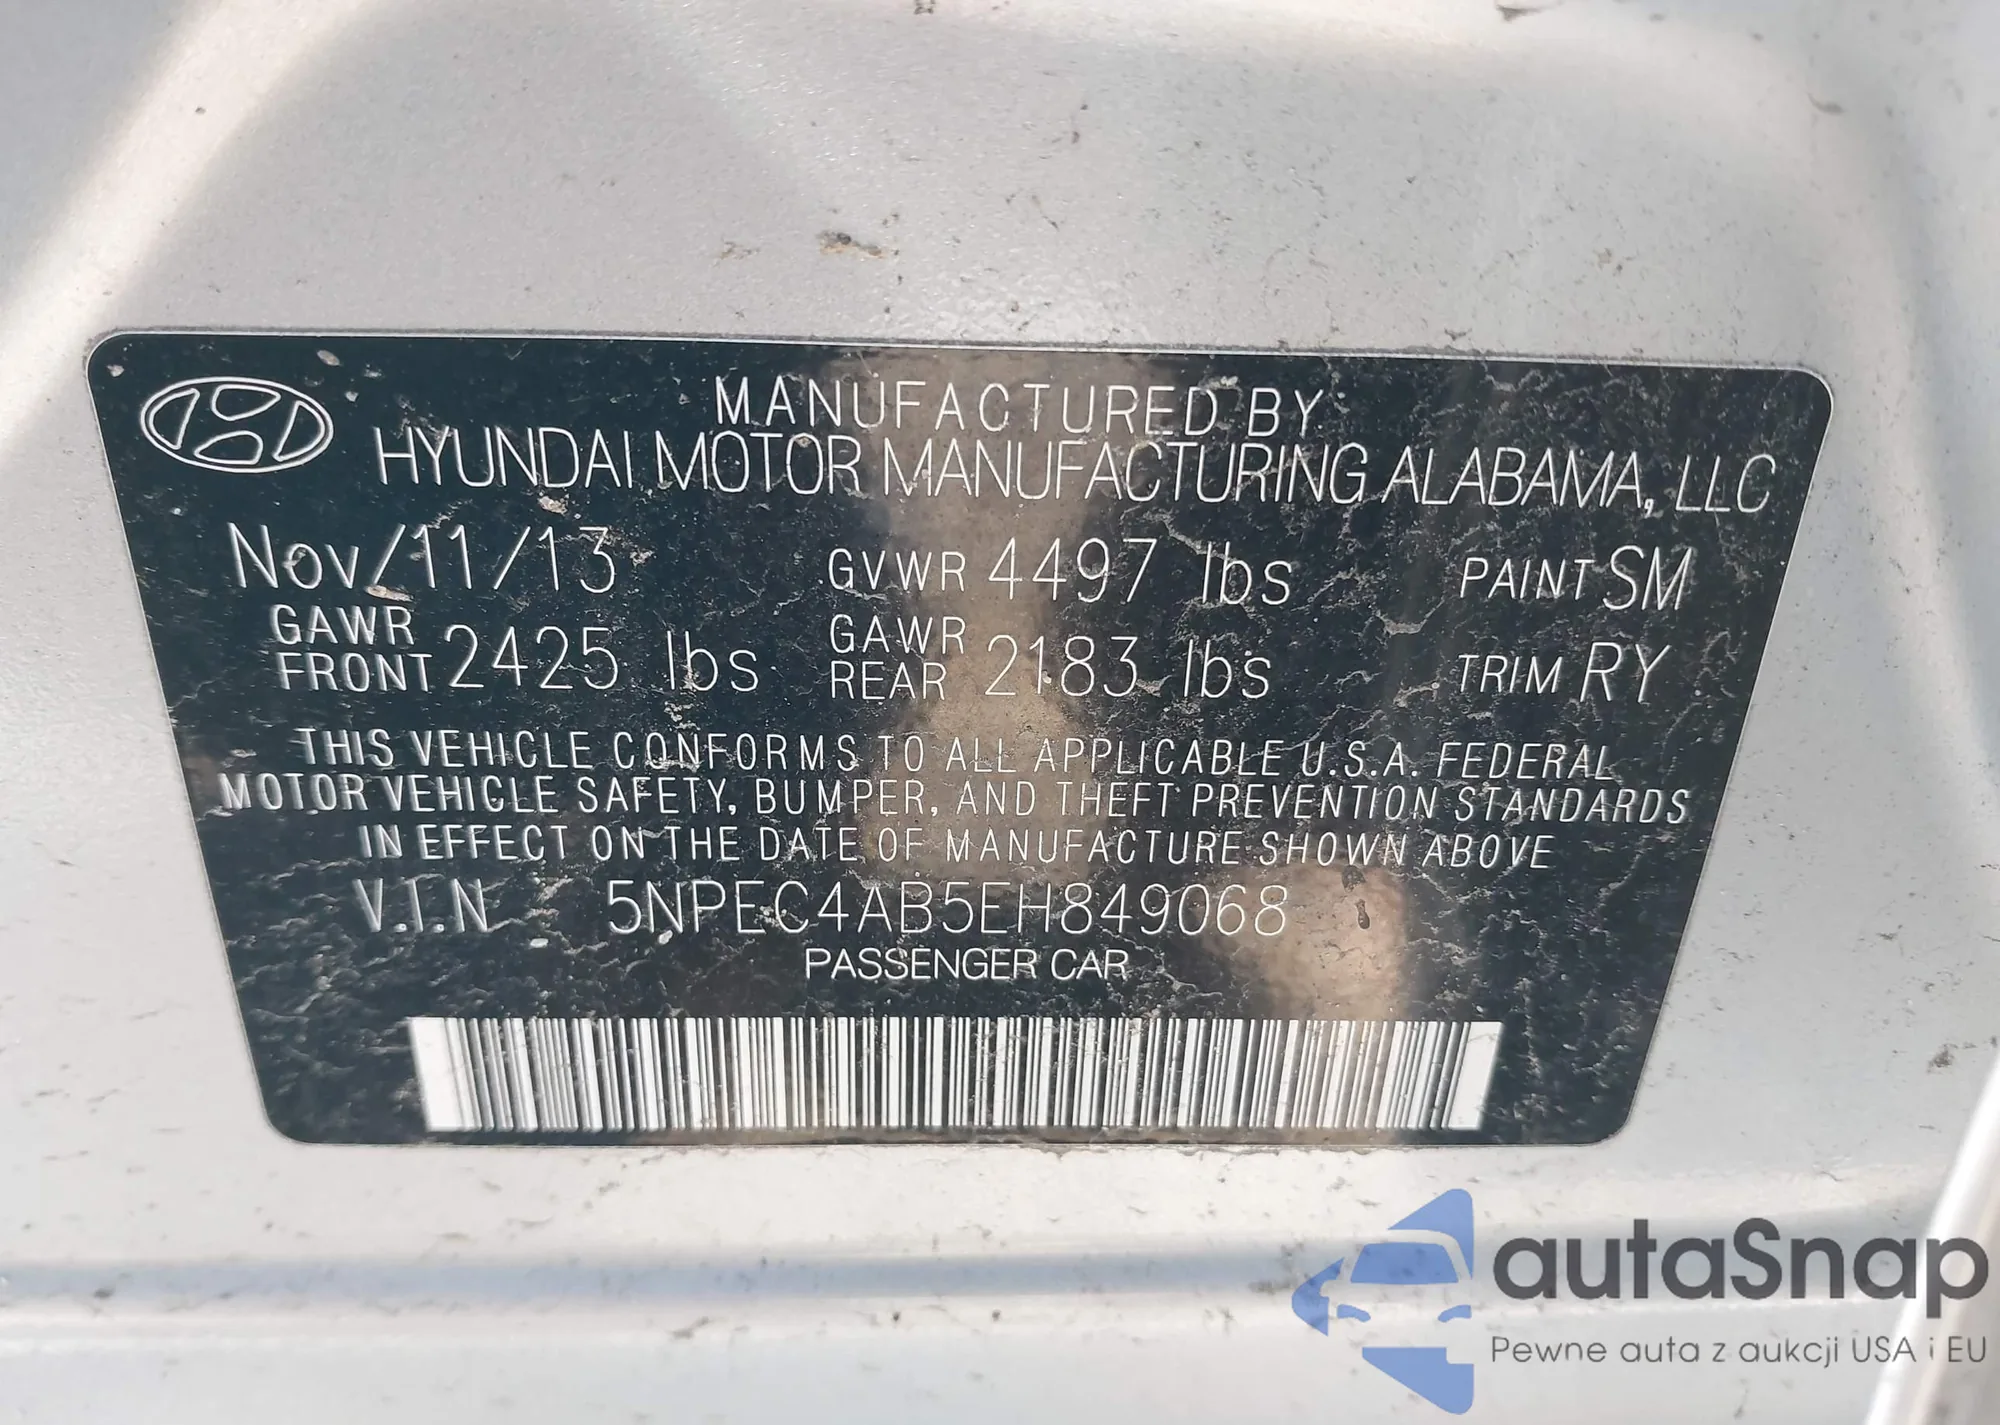 MANUFACTURED BY
HYUNDAI MOTOR MANUFACTURING ALABAMA, LLC
Nov/11/13 GVWR 4497 lbs PAINT SM
GAWR FRONT 2425 lbs GAWR REAR 2183 lbs TRIM RY
THIS VEHICLE CONFORMS TO ALL APPLICABLE U.S.A. FEDERAL
MOTOR VEHICLE SAFETY, BUMPER, AND THEFT PREVENTION STANDARDS
IN EFFECT ON THE DATE OF MANUFACTURE SHOWN ABOVE
V.I.N 5NPEC4AB5EH849068
PASSENGER CAR
autaSnap
Pewne auta z aukcji USA i EU